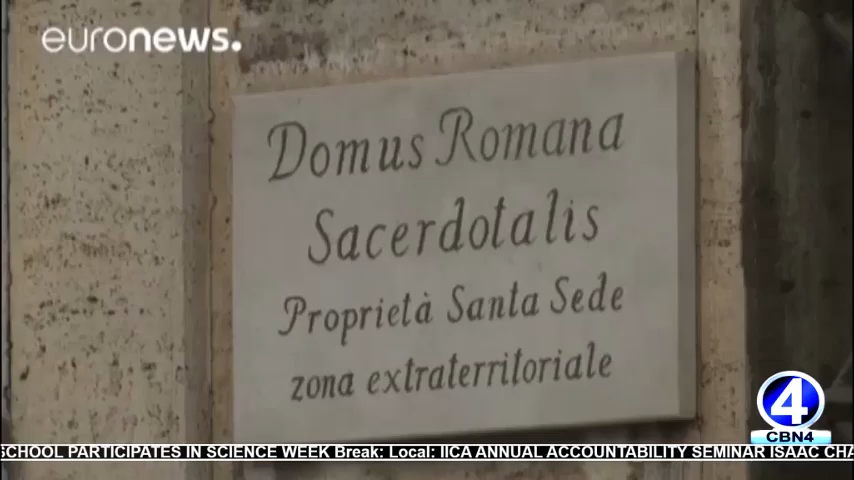 euronews.
Domus Romana
Sacerdotalis
Proprietà Santa Sede
zona extraterritoriale
4
CBN4
SCHOOL PARTICIPATES IN SCIENCE WEEK Break: Local: IICA ANNUAL ACCOUNTABILITY SEMINAR ISAAC CHA